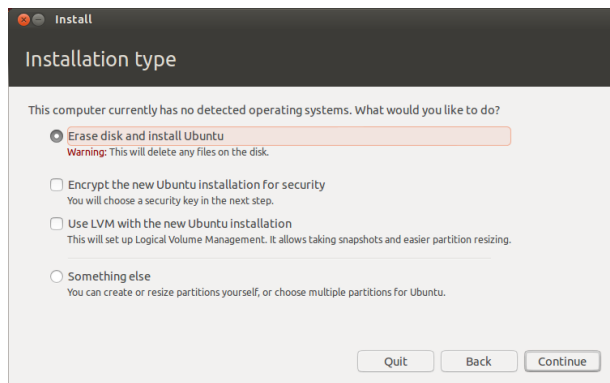 Install
Installation type
This computer currently has no detected operating systems. What would you like to do?
Erase disk and install Ubuntu
Warning: This will delete any files on the disk.
Encrypt the new Ubuntu installation for security
You will choose a security key in the next step.
Use LVM with the new Ubuntu installation
This will set up Logical Volume Management. It allows taking snapshots and easier partition resizing.
Something else
You can create or resize partitions yourself, or choose multiple partitions for Ubuntu.
Quit Back Continue